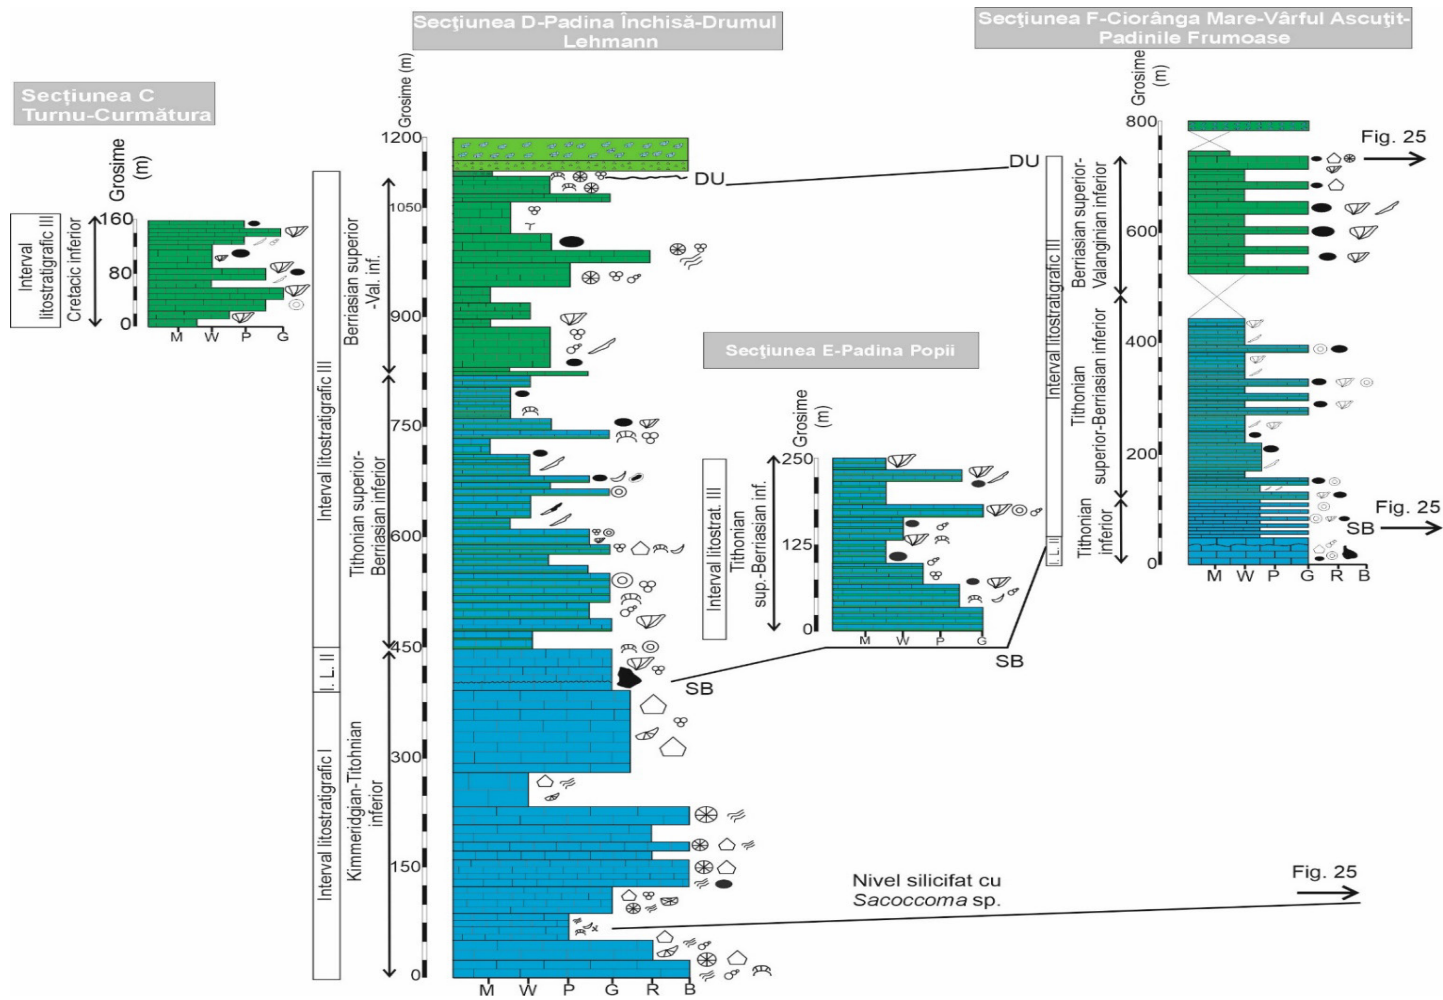 Secţiunea D-Padina Închisă-Drumul
Lehmann
Secţiunea F-Ciorânga Mare-Vârful Ascuţit-
Padinile Frumoase
Secțiunea C
Turnu-Curmătura
Grosime
(m)
160
80
0
M W P G
Interval
litostratigrafic III
Cretacic inferior
Grosime (m)
1200
1050
900
750
600
450
300
150
0
M W P G R B
Interval litostratigrafic III
I. L. II
Interval litostratigrafic I
Berriasian superior
-Val. inf.
Tithonian superior-
Berriasian inferior
Kimmeridgian-Titohnian
inferior
DU
SB
Secţiunea E-Padina Popii
Grosime
(m)
250
125
0
M W P G
Interval litostrat. III
Tithonian
sup.-Berriasian inf.
SB
Nivel silicifat cu
Sacoccoma sp.
Fig. 25
Grosime
(m)
800
600
400
200
0
M W P G R B
DU
Interval litostratigrafic III
I. L. II
Berriasian superior-
Valanginian inferior
Tithonian
superior-Berriasian inferior
Tithonian
inferior
Fig. 25
Fig. 25
SB